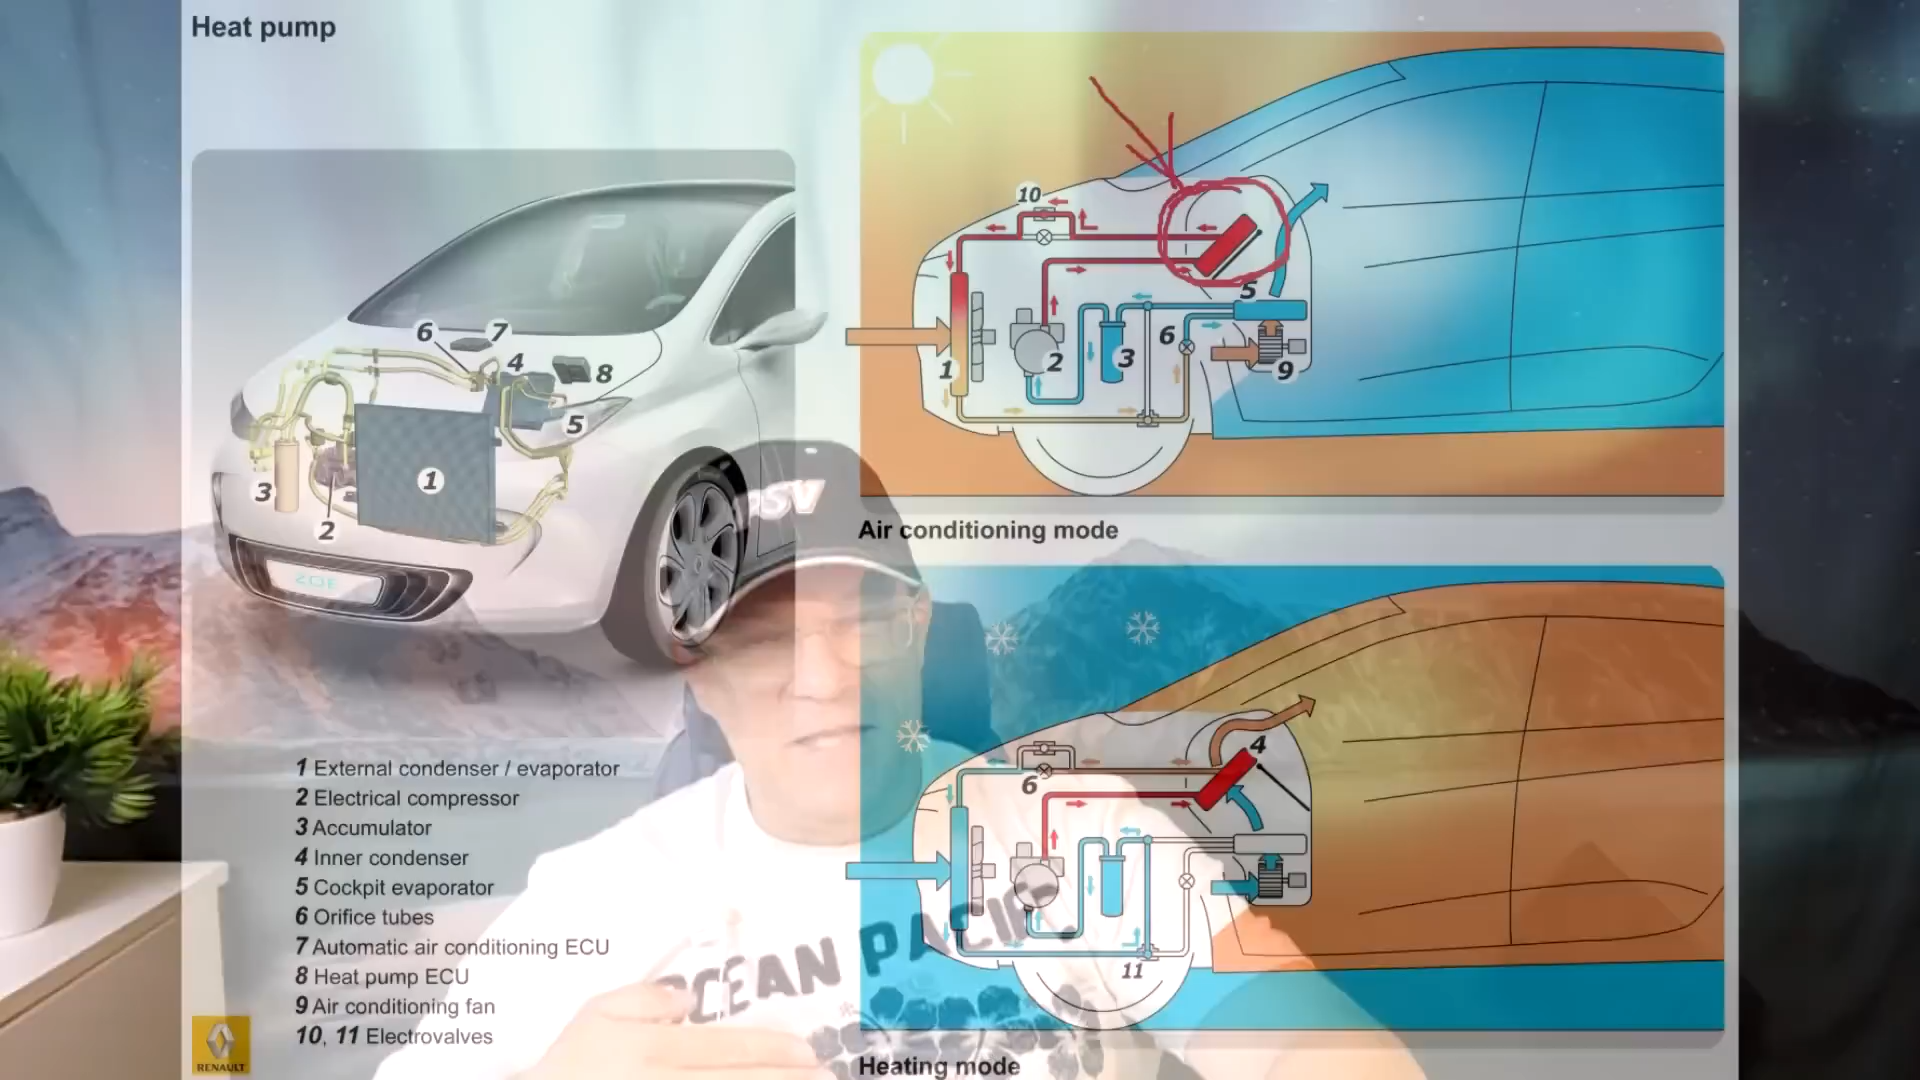 Heat pump
6
7
4
8
5
1
3
2
ZOE
1 External condenser / evaporator
2 Electrical compressor
3 Accumulator
4 Inner condenser
5 Cockpit evaporator
6 Orifice tubes
7 Automatic air conditioning ECU
8 Heat pump ECU
9 Air conditioning fan
10, 11 Electrovalves
RENAULT
10
5
6
1
2
3
9
Air conditioning mode
4
6
11
Heating mode
OCEAN PACIFIC